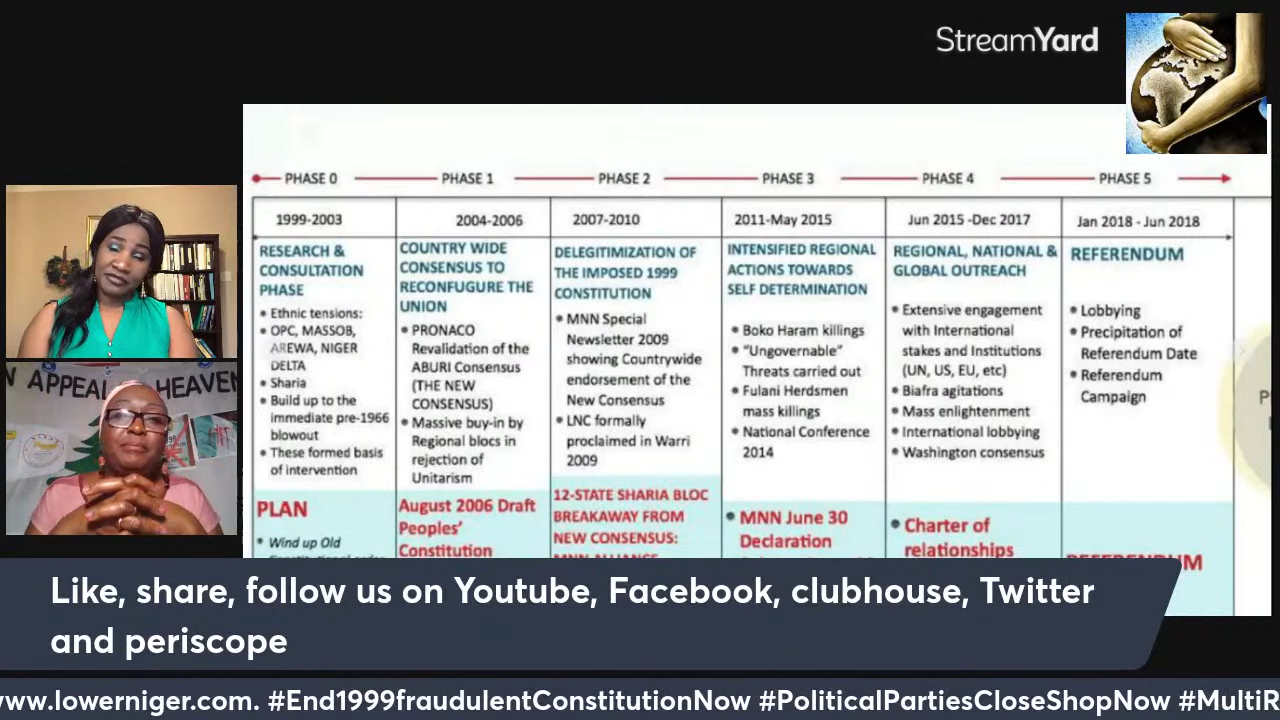 StreamYard
PHASE 0
PHASE 1
PHASE 2
PHASE 3
PHASE 4
PHASE 5
1999-2003
2004-2006
2007-2010
2011-May 2015
Jun 2015 -Dec 2017
Jan 2018 - Jun 2018
RESEARCH &
CONSULTATION
PHASE
• Ethnic tensions:
• OPC, MASSOB,
AREWA, NIGER
DELTA
• Sharia
• Build up to the
immediate pre-1966
blowout
• These formed basis
of intervention
PLAN
• Wind up Old
COUNTRY WIDE
CONSENSUS TO
RECONFUGURE THE
UNION
• PRONACO
Revalidation of the
ABURI Consensus
(THE NEW
CONSENSUS)
• Massive buy-in by
Regional blocs in
rejection of
Unitarism
August 2006 Draft
Peoples'
Constitution
DELEGITIMIZATION OF
THE IMPOSED 1999
CONSTITUTION
• MNN Special
Newsletter 2009
showing Countrywide
endorsement of the
New Consensus
• LNC formally
proclaimed in Warri
2009
12-STATE SHARIA BLOC
BREAKAWAY FROM
NEW CONSENSUS:
MNN ALLIANCE
INTENSIFIED REGIONAL
ACTIONS TOWARDS
SELF DETERMINATION
• Boko Haram killings
• "Ungovernable"
Threats carried out
• Fulani Herdsmen
mass killings
• National Conference
2014
• MNN June 30
Declaration
REGIONAL, NATIONAL &
GLOBAL OUTREACH
• Extensive engagement
with International
stakes and Institutions
(UN, US, EU, etc)
• Biafra agitations
• Mass enlightenment
• International lobbying
• Washington consensus
• Charter of
relationships
REFERENDUM
• Lobbying
• Precipitation of
Referendum Date
• Referendum
Campaign
REFERENDUM
N APPEAL HEAVEN
Like, share, follow us on Youtube, Facebook, clubhouse, Twitter
and periscope
www.lowerniger.com. #End1999fraudulentConstitutionNow #PoliticalPartiesCloseShopNow #MultiR